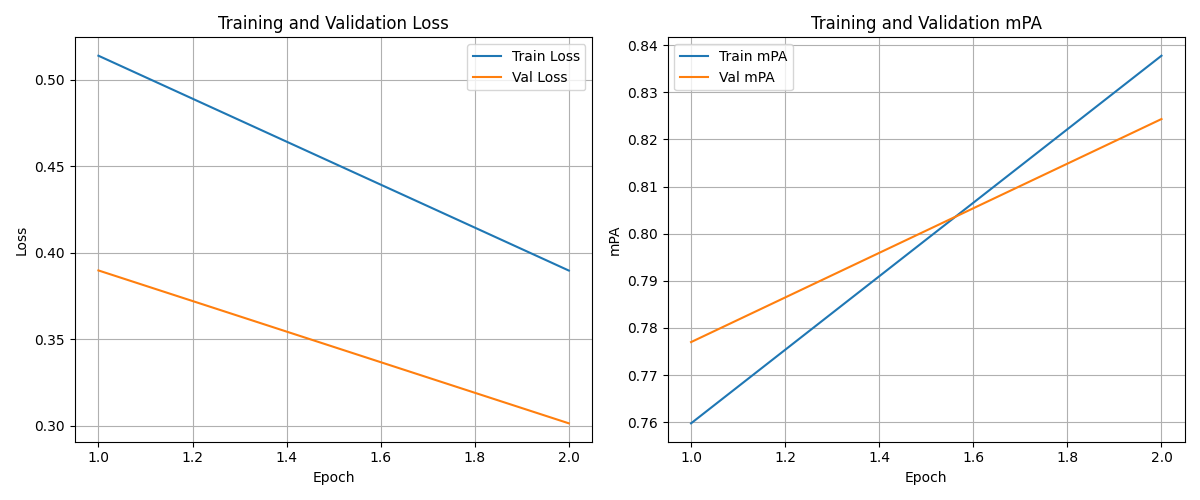 Training and Validation Loss
Train Loss
Val Loss
0.50
0.45
0.40
0.35
0.30
Loss
1.0 1.2 1.4 1.6 1.8 2.0
Epoch
Training and Validation mPA
Train mPA
Val mPA
0.84
0.83
0.82
0.81
0.80
0.79
0.78
0.77
0.76
mPA
1.0 1.2 1.4 1.6 1.8 2.0
Epoch